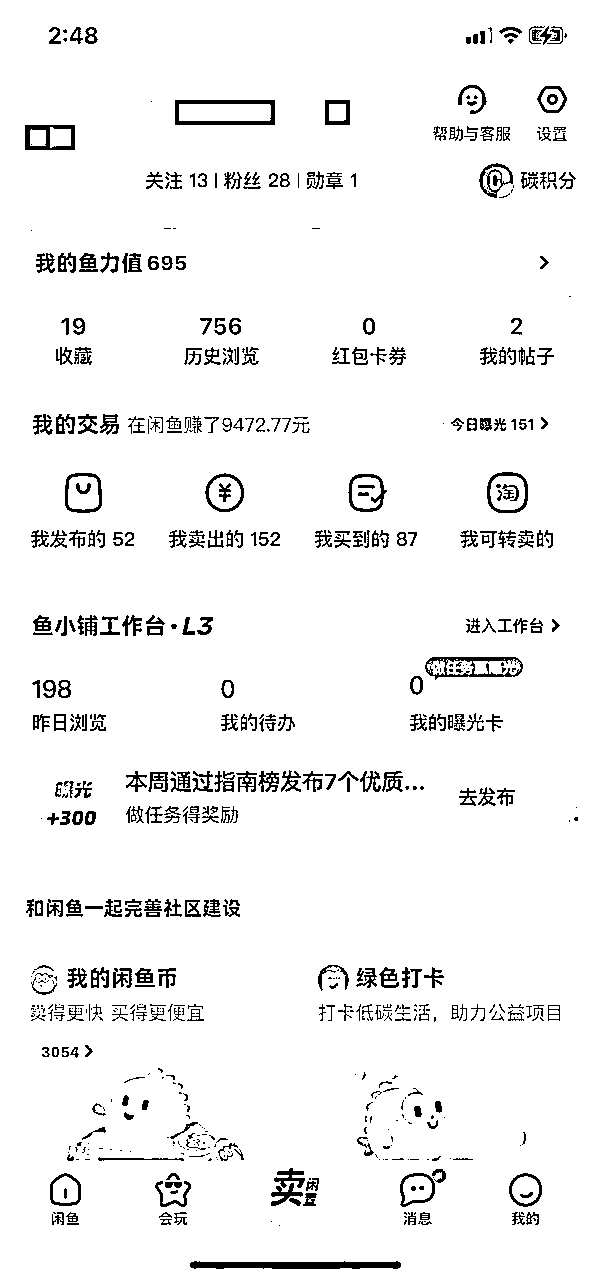 2:48
帮助与客服 设置
关注 13 | 粉丝 28 | 勋章 1 碳积分
我的鱼力值 695
19 756 0 2
收藏 历史浏览 红包卡券 我的帖子
我的交易 在闲鱼赚了9472.77元 今日曝光 151
我发布的 52 我卖出的 152 我买到的 87 我可转卖的
淘
鱼小铺工作台·L3 进入工作台
做任务赢曝光
198 0 0
昨日浏览 我的待办 我的曝光卡
曝光 本周通过指南榜发布7个优质... 去发布
+300 做任务得奖励
和闲鱼一起完善社区建设
我的闲鱼币 绿色打卡
卖得更快 买得更便宜 打卡低碳生活，助力公益项目
3054
卖
闲鱼 会玩 消息 我的